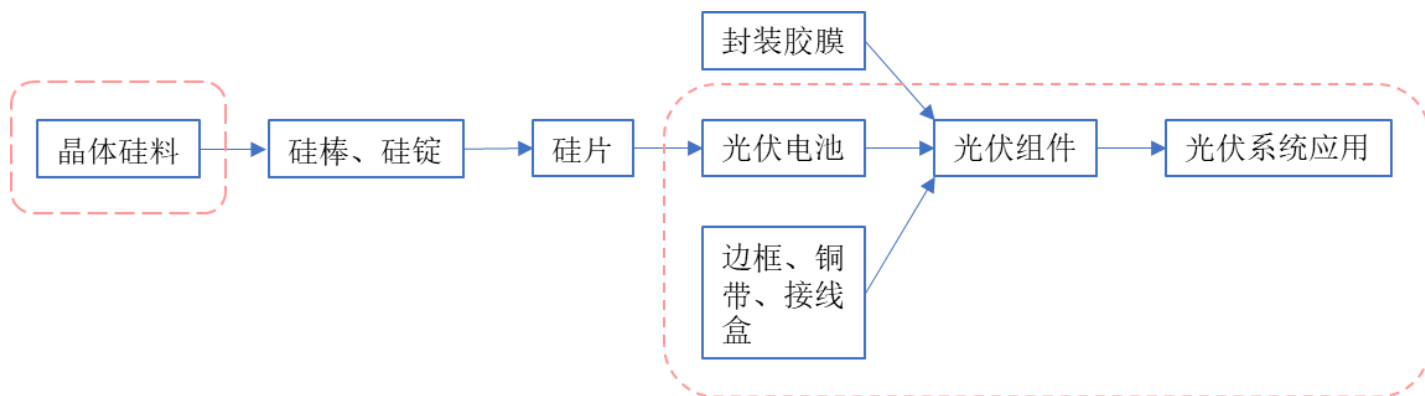 封装胶膜
晶体硅料
硅棒、硅锭
硅片
光伏电池
光伏组件
光伏系统应用
边框、铜
带、接线
盒